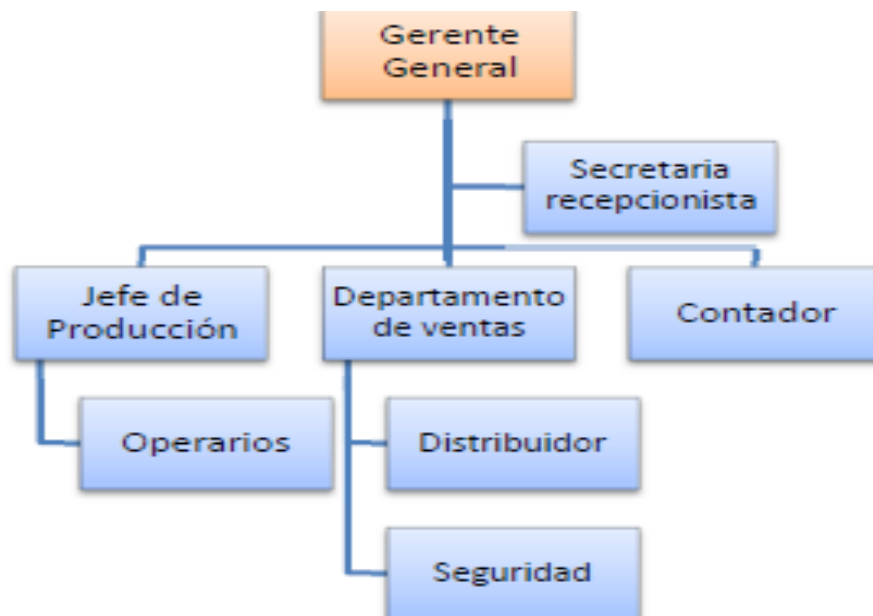 Gerente
General
Secretaria
recepcionista
Jefe de
Producción
Departamento
de ventas
Contador
Operarios
Distribuidor
Seguridad